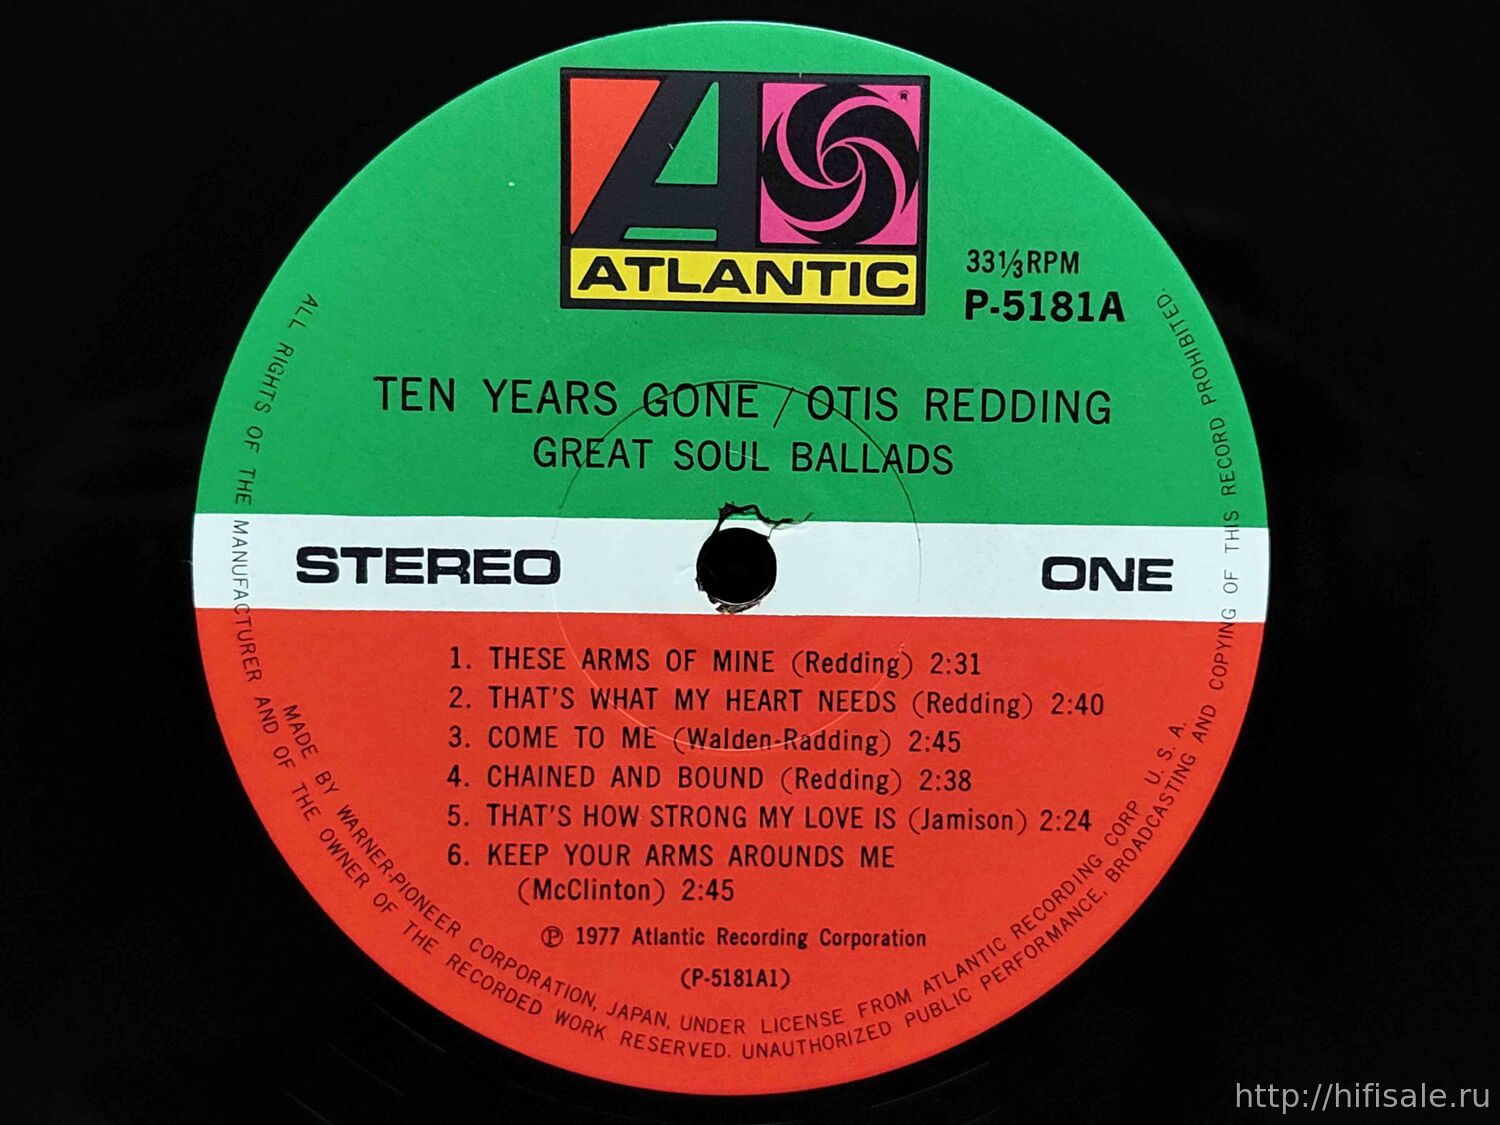 ATLANTIC
®
33⅓RPM
P-5181A
TEN YEARS GONE / OTIS REDDING
GREAT SOUL BALLADS
STEREO
ONE
1. THESE ARMS OF MINE (Redding) 2:31
2. THAT'S WHAT MY HEART NEEDS (Redding) 2:40
3. COME TO ME (Walden-Radding) 2:45
4. CHAINED AND BOUND (Redding) 2:38
5. THAT'S HOW STRONG MY LOVE IS (Jamison) 2:24
6. KEEP YOUR ARMS AROUNDS ME
(McClinton) 2:45
℗ 1977 Atlantic Recording Corporation
(P-5181A1)
MADE BY WARNER-PIONEER CORPORATION, JAPAN, UNDER LICENSE FROM ATLANTIC RECORDING CORP. U. S. A.
ALL RIGHTS OF THE MANUFACTURER AND OF THE OWNER OF THE RECORDED WORK RESERVED. UNAUTHORIZED PUBLIC PERFORMANCE, BROADCASTING AND COPYING OF THIS RECORD PROHIBITED.
http://hifisale.ru